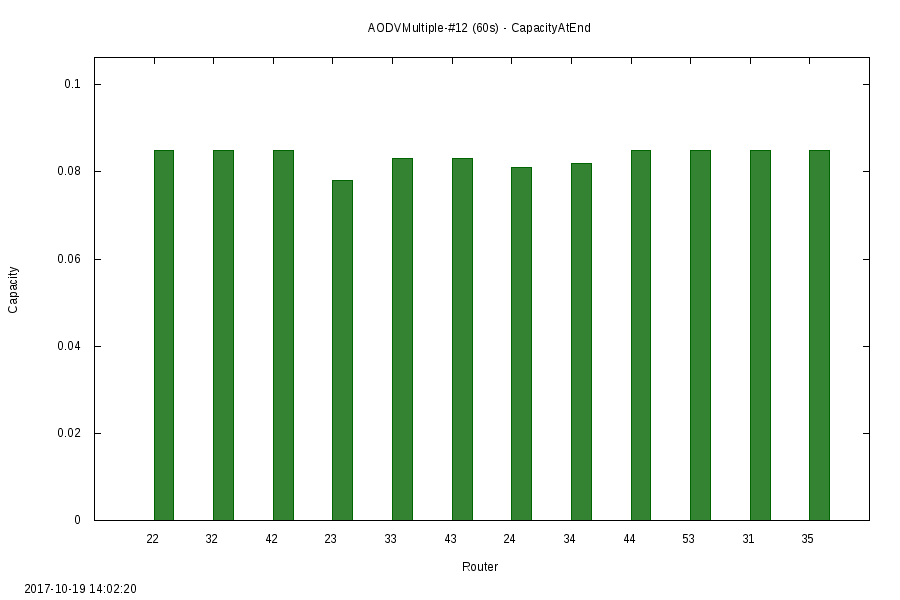 AODVMultiple-#12 (60s) - CapacityAtEnd
0.1
0.08
0.06
0.04
0.02
0
Capacity
22 32 42 23 33 43 24 34 44 53 31 35
Router
2017-10-19 14:02:20